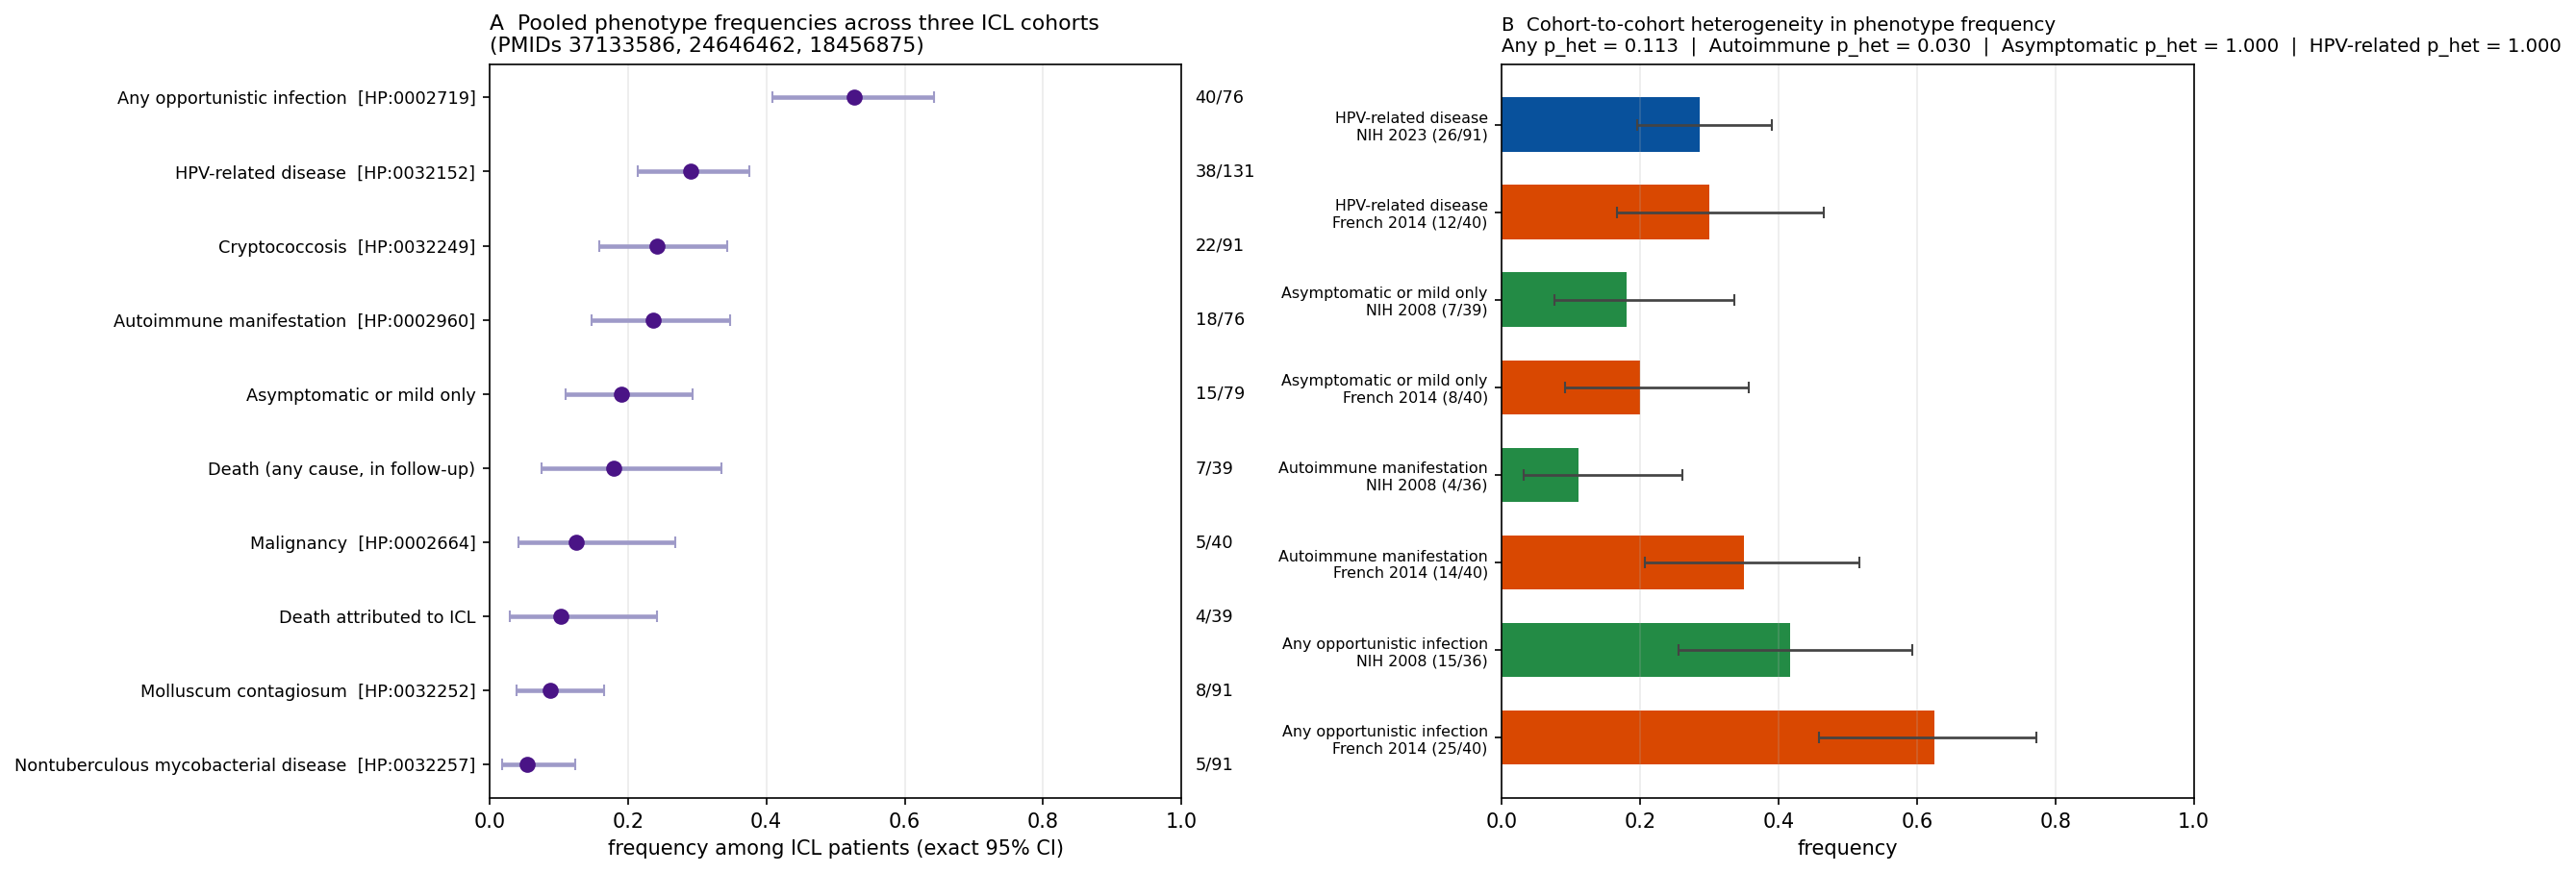 A  Pooled phenotype frequencies across three ICL cohorts
(PMIDs 37133586, 24646462, 18456875)
Any opportunistic infection  [HP:0002719]
40/76
HPV-related disease  [HP:0032152]
38/131
Cryptococcosis  [HP:0032249]
22/91
Autoimmune manifestation  [HP:0002960]
18/76
Asymptomatic or mild only
15/79
Death (any cause, in follow-up)
7/39
Malignancy  [HP:0002664]
5/40
Death attributed to ICL
4/39
Molluscum contagiosum  [HP:0032252]
8/91
Nontuberculous mycobacterial disease  [HP:0032257]
5/91
0.0 0.2 0.4 0.6 0.8 1.0
frequency among ICL patients (exact 95% CI)
B  Cohort-to-cohort heterogeneity in phenotype frequency
Any p_het = 0.113  |  Autoimmune p_het = 0.030  |  Asymptomatic p_het = 1.000  |  HPV-related p_het = 1.000
HPV-related disease
NIH 2023 (26/91)
HPV-related disease
French 2014 (12/40)
Asymptomatic or mild only
NIH 2008 (7/39)
Asymptomatic or mild only
French 2014 (8/40)
Autoimmune manifestation
NIH 2008 (4/36)
Autoimmune manifestation
French 2014 (14/40)
Any opportunistic infection
NIH 2008 (15/36)
Any opportunistic infection
French 2014 (25/40)
0.0 0.2 0.4 0.6 0.8 1.0
frequency